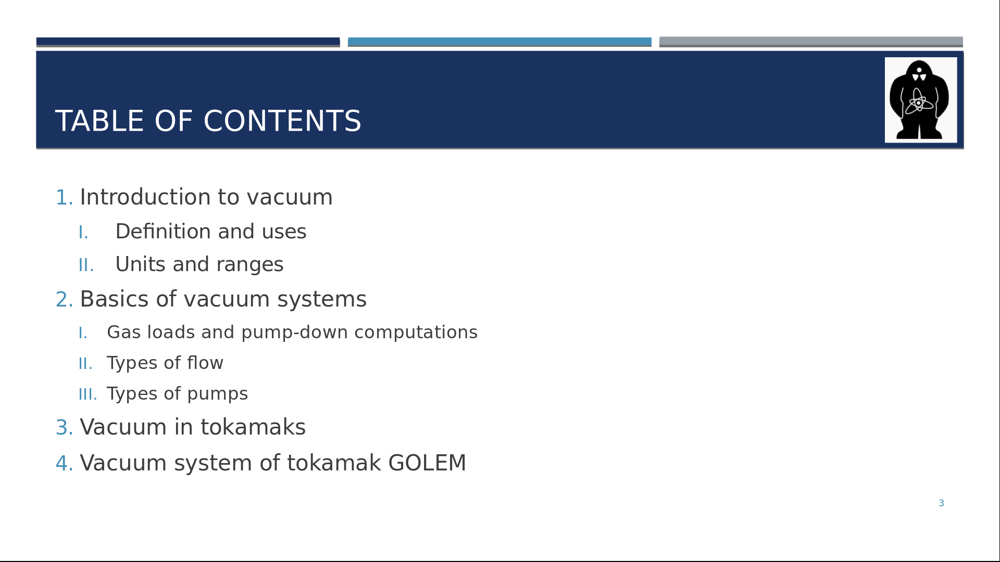 TABLE OF CONTENTS
1. Introduction to vacuum
I. Definition and uses
II. Units and ranges
2. Basics of vacuum systems
I. Gas loads and pump-down computations
II. Types of flow
III. Types of pumps
3. Vacuum in tokamaks
4. Vacuum system of tokamak GOLEM
3